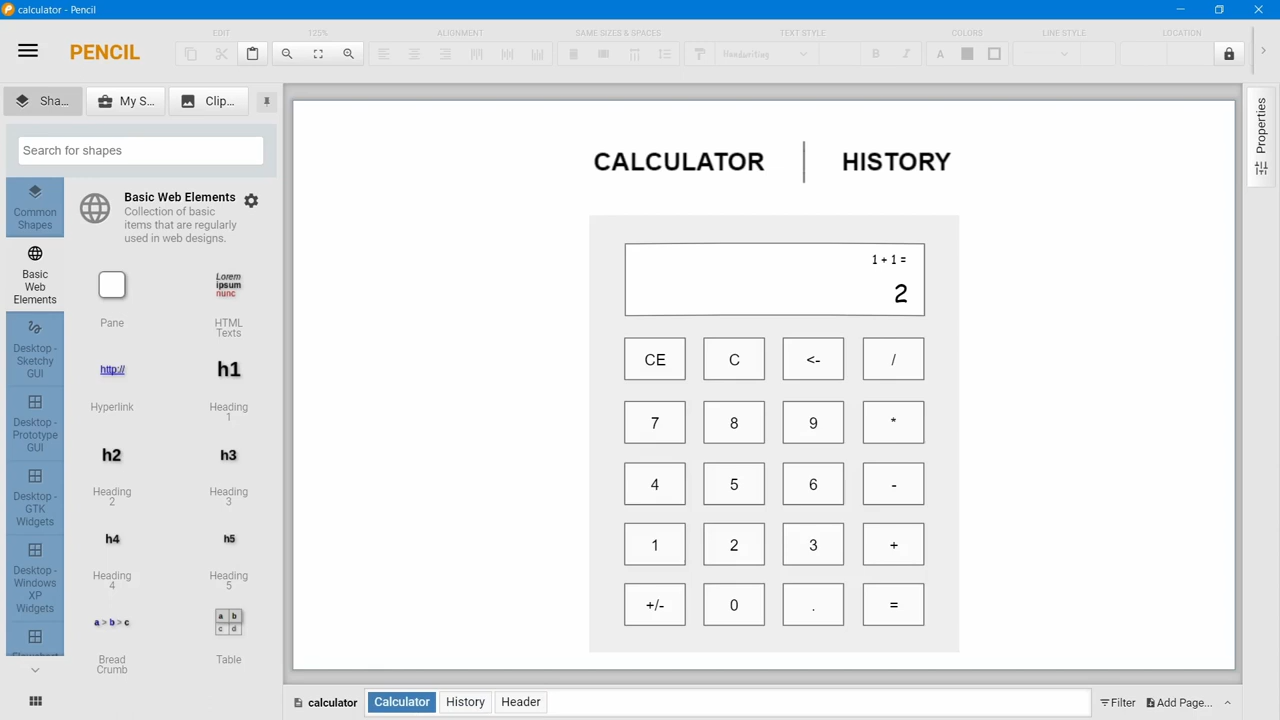 calculator - Pencil
EDIT
125%
ALIGNMENT
SAME SIZES & SPACES
TEXT STYLE
COLORS
LINE STYLE
LOCATION
PENCIL
Handwriting
B
I
A
Sha...
My S...
Clip...
Search for shapes
Common
Shapes
Basic
Web
Elements
Desktop -
Sketchy
GUI
Desktop -
Prototype
GUI
Desktop -
GTK
Widgets
Desktop -
Windows
XP
Widgets
Basic Web Elements
Collection of basic
items that are regularly
used in web designs.
Pane
Lorem
ipsum
nunc
HTML
Texts
http://
Hyperlink
h1
Heading
1
h2
Heading
2
h3
Heading
3
h4
Heading
4
h5
Heading
5
a > b > c
Bread
Crumb
a b
c d
Table
CALCULATOR
HISTORY
1 + 1 =
2
CE C <- /
7 8 9 *
4 5 6 -
1 2 3 +
+/- 0 . =
Properties
calculator
Calculator
History
Header
Filter
Add Page...